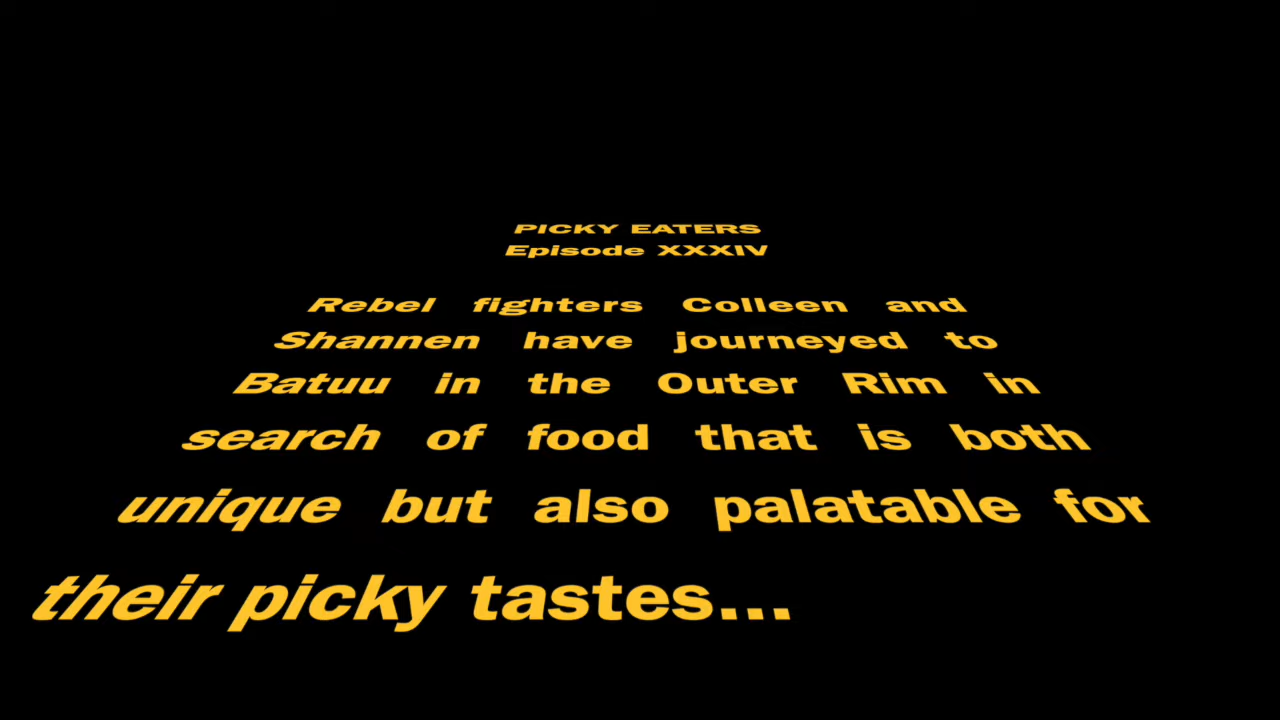 PICKY EATERS
Episode XXXIV
Rebel fighters Colleen and
Shannen have journeyed to
Batuu in the Outer Rim in
search of food that is both
unique but also palatable for
their picky tastes...